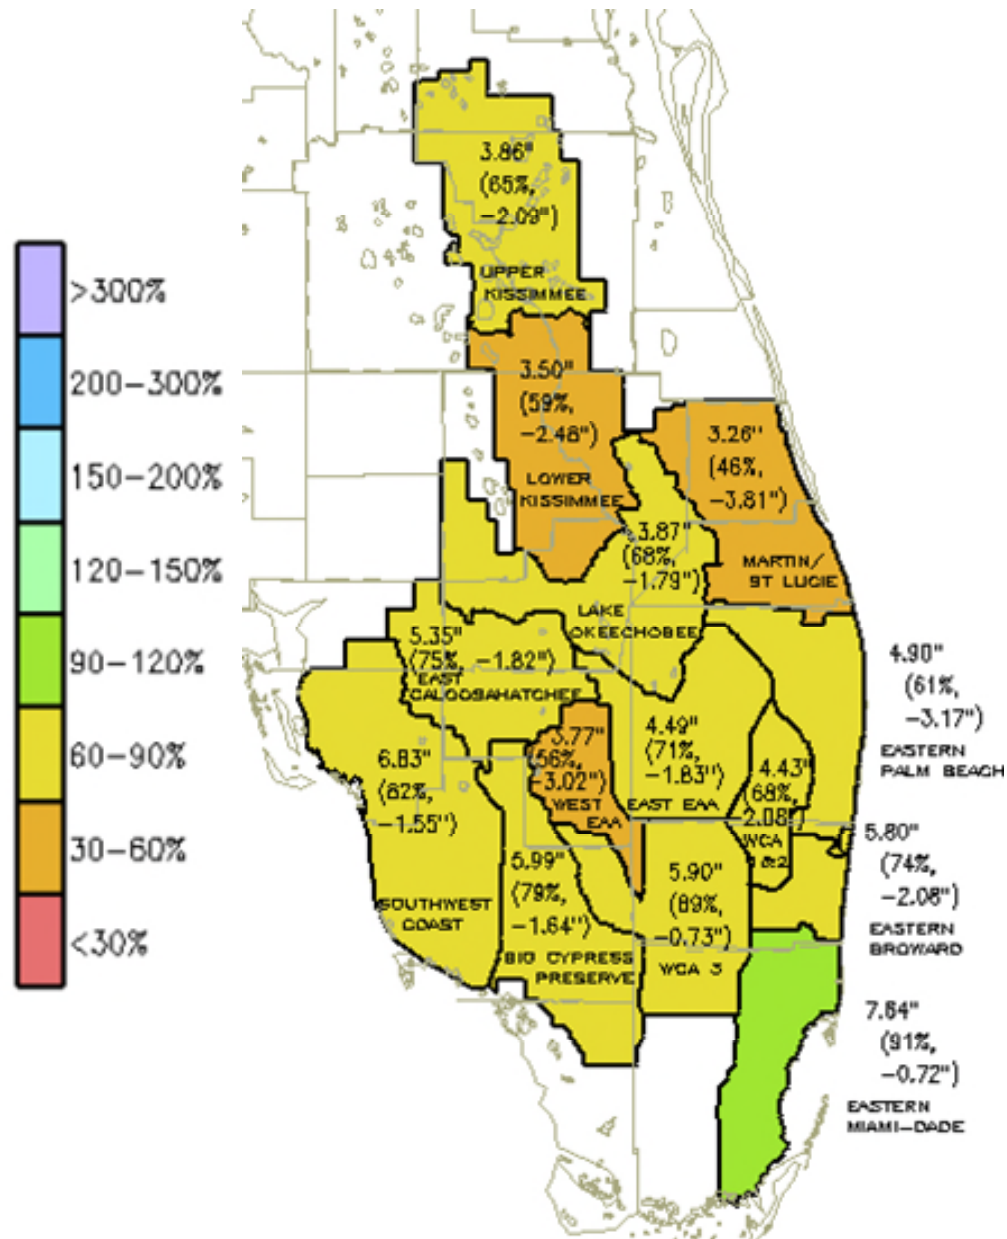 >300%
200-300%
150-200%
120-150%
90-120%
60-90%
30-60%
<30%
3.86"
(65%,
-2.09")
UPPER
KISSIMMEE
3.50"
(59%,
-2.48")
LOWER
KISSIMMEE
3.26"
(46%,
-3.81")
MARTIN/
ST LUCIE
3.87"
(68%,
-1.79")
LAKE
OKEECHOBEE
5.35"
(75%, -1.82")
EAST
CALOOSAHATCHEE
6.83"
(82%,
-1.55")
SOUTHWEST
COAST
3.77"
(56%,
-3.02")
WEST
EAA
4.49"
(71%,
-1.83")
EAST EAA
4.43"
(68%,
-2.08")
WCA
1&2
4.90"
(61%,
-3.17")
EASTERN
PALM BEACH
5.99"
(79%,
-1.64")
BIG CYPRESS
PRESERVE
5.90"
(89%,
-0.73")
WCA 3
5.80"
(74%,
-2.08")
EASTERN
BROWARD
7.84"
(91%,
-0.72")
EASTERN
MIAMI-DADE